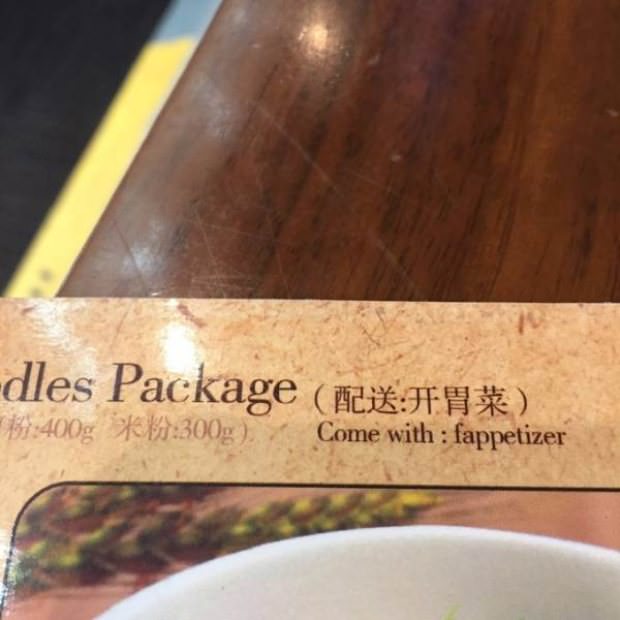 odles Package（配送:开胃菜）
粉:400g 米粉:300g）
Come with : fappetizer